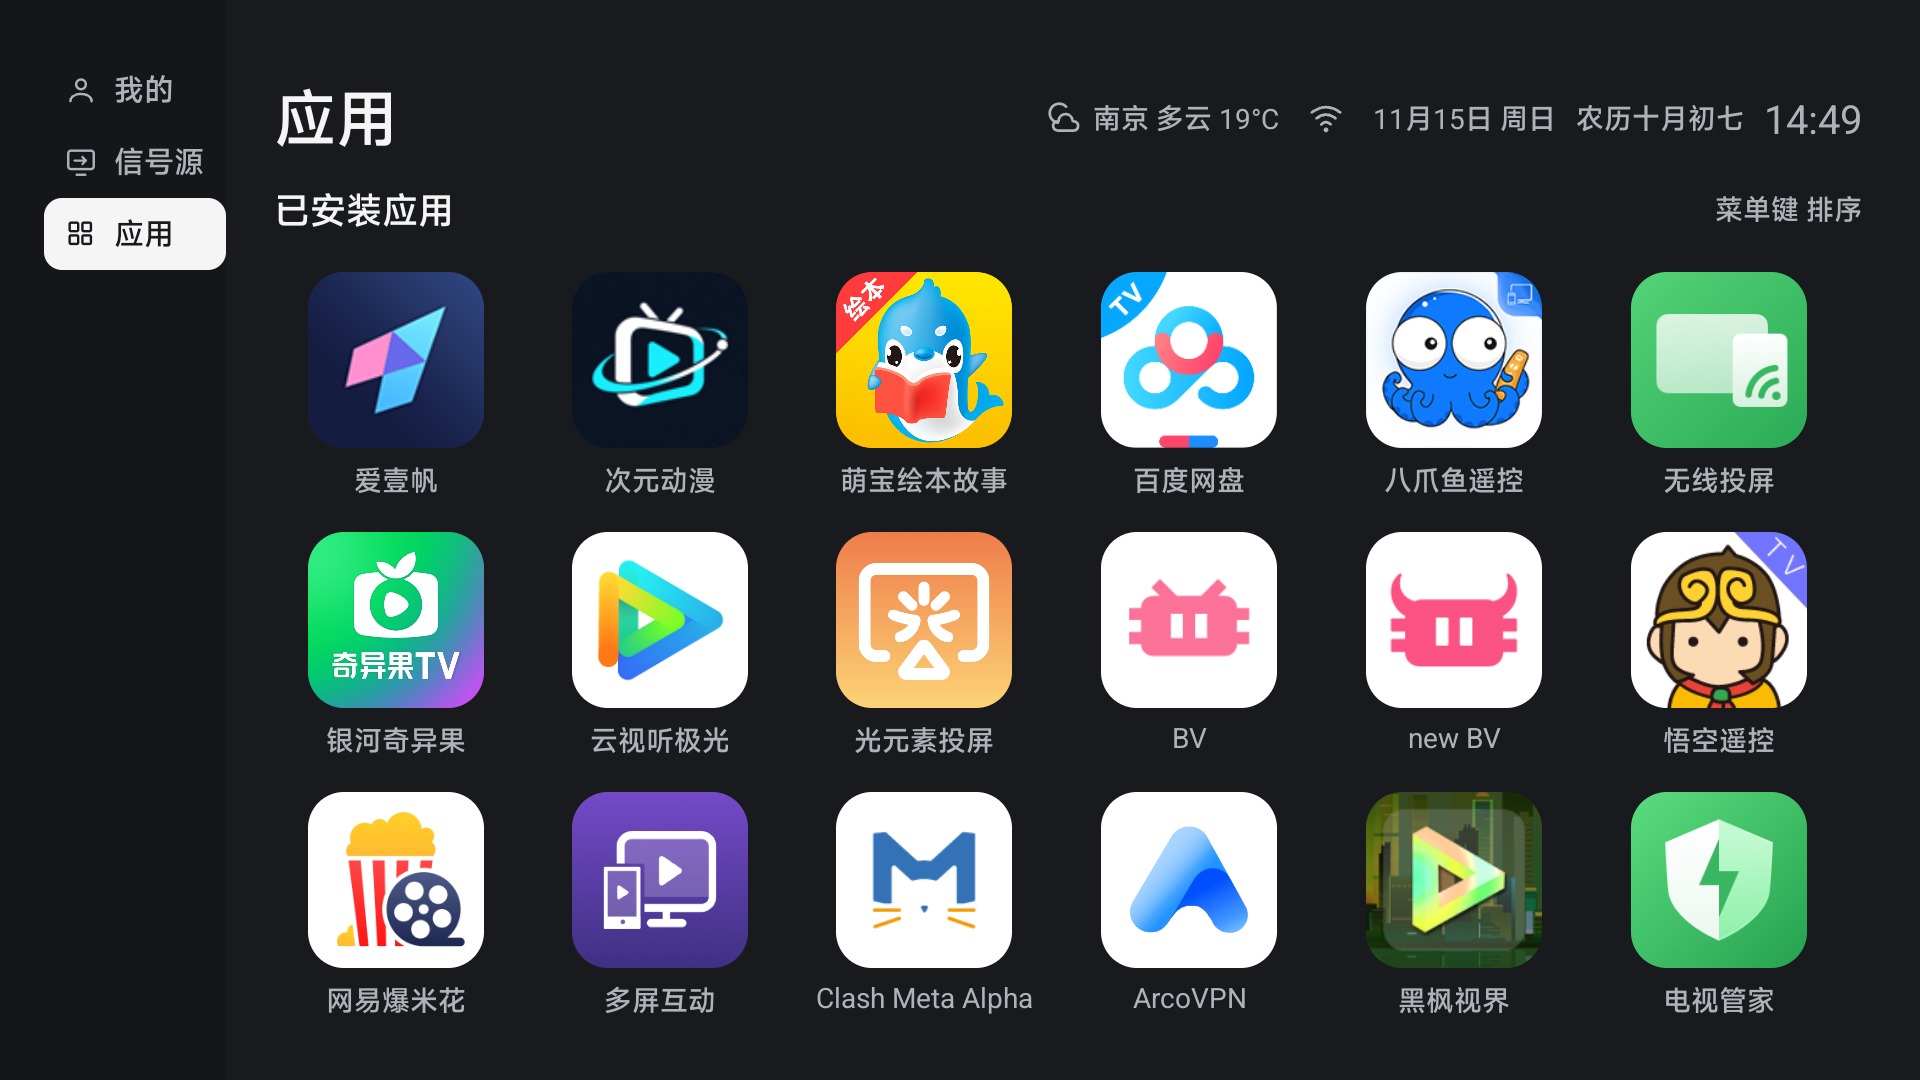 我的
信号源
应用
应用
南京 多云 19°C 11月15日 周日 农历十月初七 14:49
已安装应用
菜单键 排序
绘本
TV
爱壹帆
次元动漫
萌宝绘本故事
百度网盘
八爪鱼遥控
无线投屏
奇异果TV
TV
银河奇异果
云视听极光
光元素投屏
BV
new BV
悟空遥控
网易爆米花
多屏互动
Clash Meta Alpha
ArcoVPN
黑枫视界
电视管家